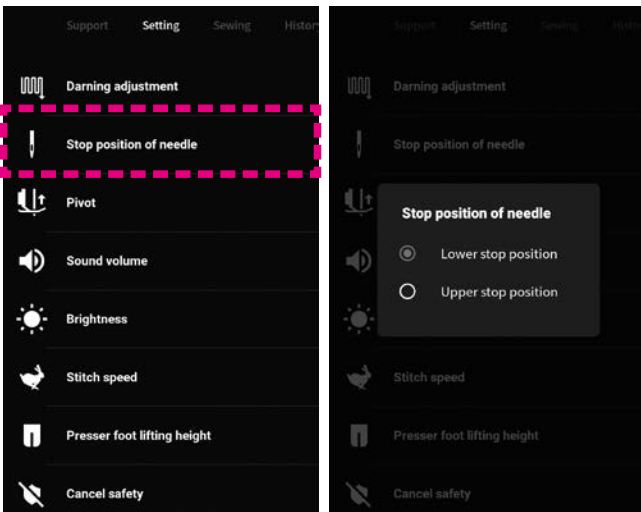 Support Setting Sewing History
Darning adjustment
Stop position of needle
Pivot
Sound volume
Brightness
Stitch speed
Presser foot lifting height
Cancel safety
Support Setting Sewing
Darning adjustment
Stop position of needle
Stop position of needle
Lower stop position
Upper stop position
Stitch speed
Presser foot lifting height
Cancel safety